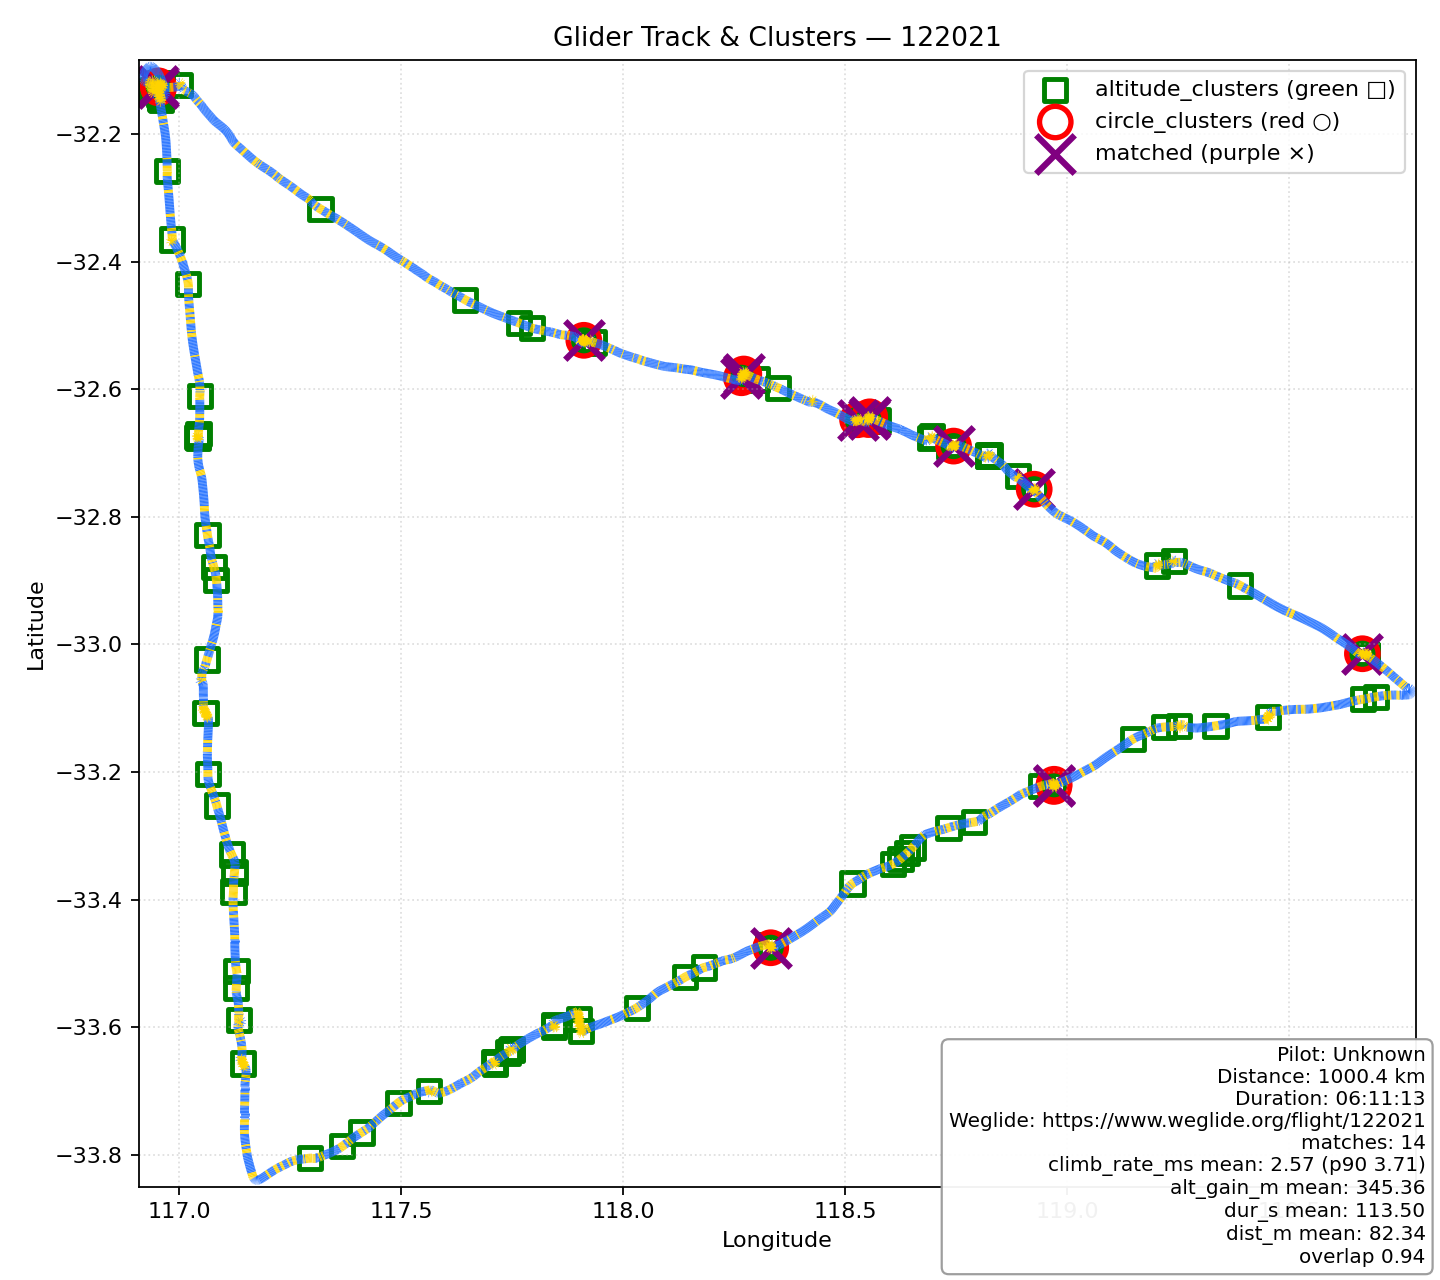 Glider Track & Clusters — 122021
altitude_clusters (green □)
circle_clusters (red ○)
matched (purple ×)
−32.2
−32.4
−32.6
−32.8
−33.0
−33.2
−33.4
−33.6
−33.8
Latitude
117.0
117.5
118.0
118.5
119.0
Longitude
Pilot: Unknown
Distance: 1000.4 km
Duration: 06:11:13
Weglide: https://www.weglide.org/flight/122021
matches: 14
climb_rate_ms mean: 2.57 (p90 3.71)
alt_gain_m mean: 345.36
dur_s mean: 113.50
dist_m mean: 82.34
overlap 0.94